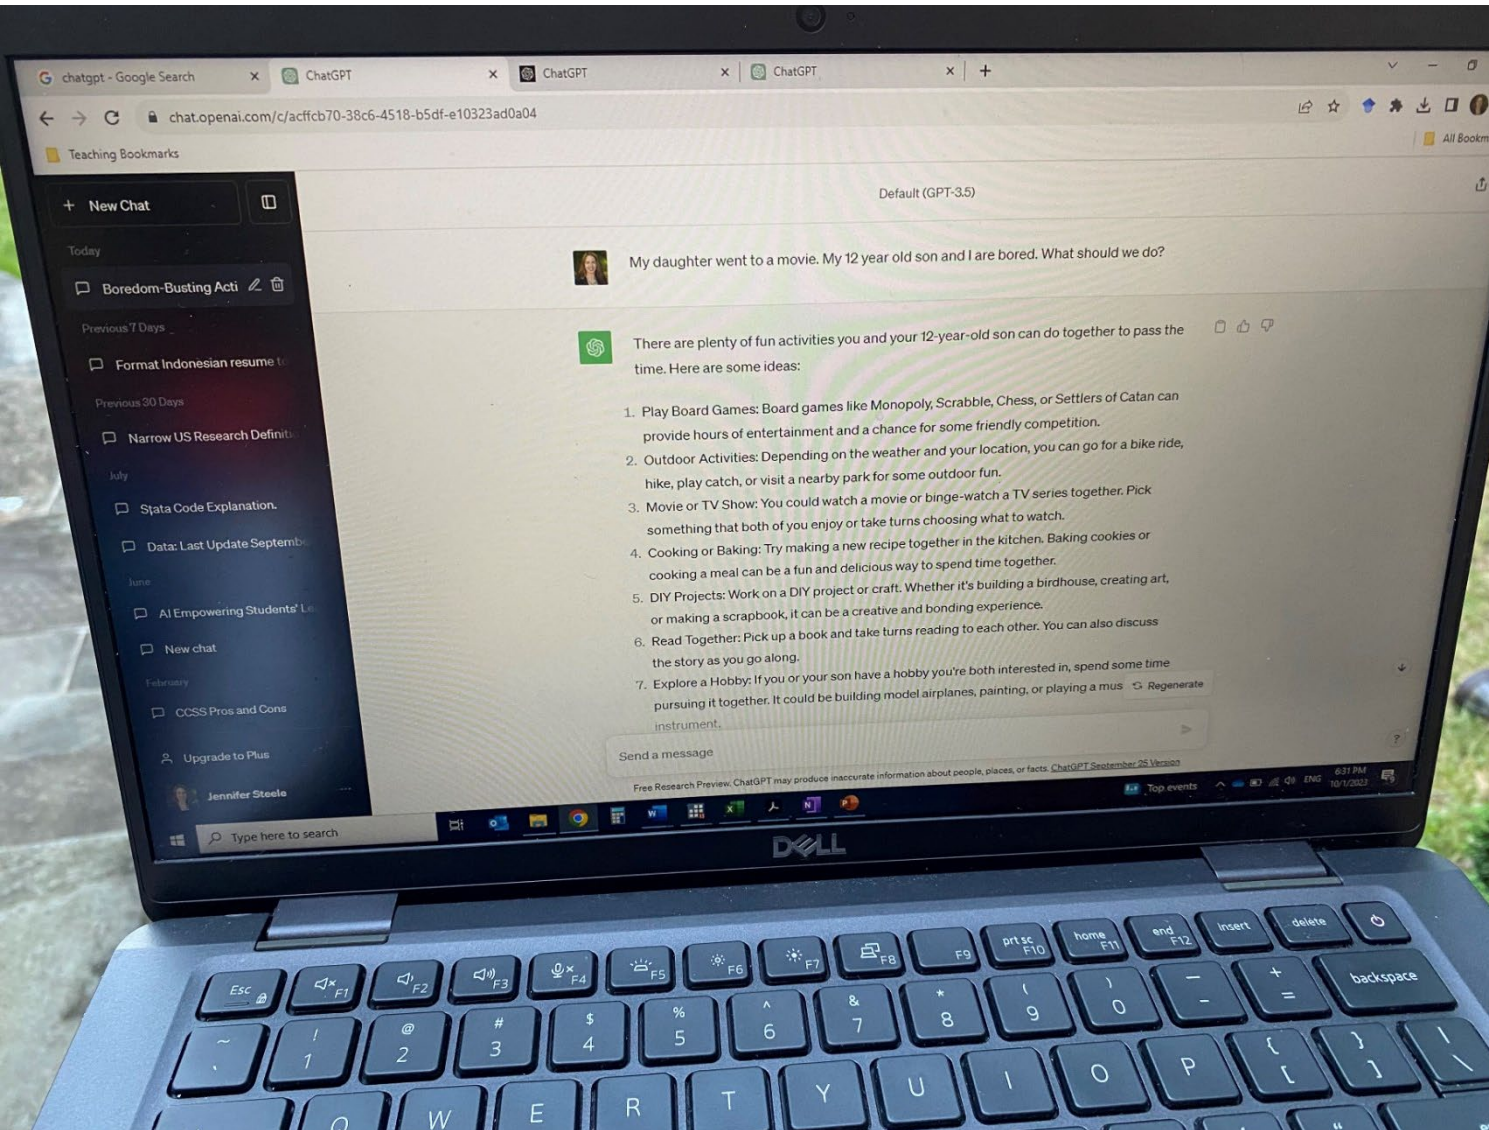 chatgpt - Google Search
ChatGPT
ChatGPT
ChatGPT
chat.openai.com/c/acffcb70-38c6-4518-b5df-e10323ad0a04
Teaching Bookmarks
All Bookm
+ New Chat
Today
Boredom-Busting Acti
Previous 7 Days
Format Indonesian resume to
Previous 30 Days
Narrow US Research Definiti
July
Stata Code Explanation.
Data: Last Update Septembe
June
AI Empowering Students' Le
New chat
February
CCSS Pros and Cons
Upgrade to Plus
Jennifer Steele
Default (GPT-3.5)
My daughter went to a movie. My 12 year old son and I are bored. What should we do?
There are plenty of fun activities you and your 12-year-old son can do together to pass the
time. Here are some ideas:
1. Play Board Games: Board games like Monopoly, Scrabble, Chess, or Settlers of Catan can
provide hours of entertainment and a chance for some friendly competition.
2. Outdoor Activities: Depending on the weather and your location, you can go for a bike ride,
hike, play catch, or visit a nearby park for some outdoor fun.
3. Movie or TV Show: You could watch a movie or binge-watch a TV series together. Pick
something that both of you enjoy or take turns choosing what to watch.
4. Cooking or Baking: Try making a new recipe together in the kitchen. Baking cookies or
cooking a meal can be a fun and delicious way to spend time together.
5. DIY Projects: Work on a DIY project or craft. Whether it's building a birdhouse, creating art,
or making a scrapbook, it can be a creative and bonding experience.
6. Read Together: Pick up a book and take turns reading to each other. You can also discuss
the story as you go along.
7. Explore a Hobby: If you or your son have a hobby you're both interested in, spend some time
pursuing it together. It could be building model airplanes, painting, or playing a mus
Regenerate
instrument.
Send a message
?
Free Research Preview. ChatGPT may produce inaccurate information about people, places, or facts. ChatGPT September 25 Version
Type here to search
Top events
ENG
6:31 PM
10/1/2023
DELL
Esc F1 F2 F3 F4 F5 F6 F7 F8 F9 prt sc F10 home F11 end F12 insert delete
~ ` ! 1 @ 2 # 3 $ 4 % 5 ^ 6 & 7 * 8 ( 9 ) 0 _ - + = backspace
Q W E R T Y U I O P { [ } ] | \